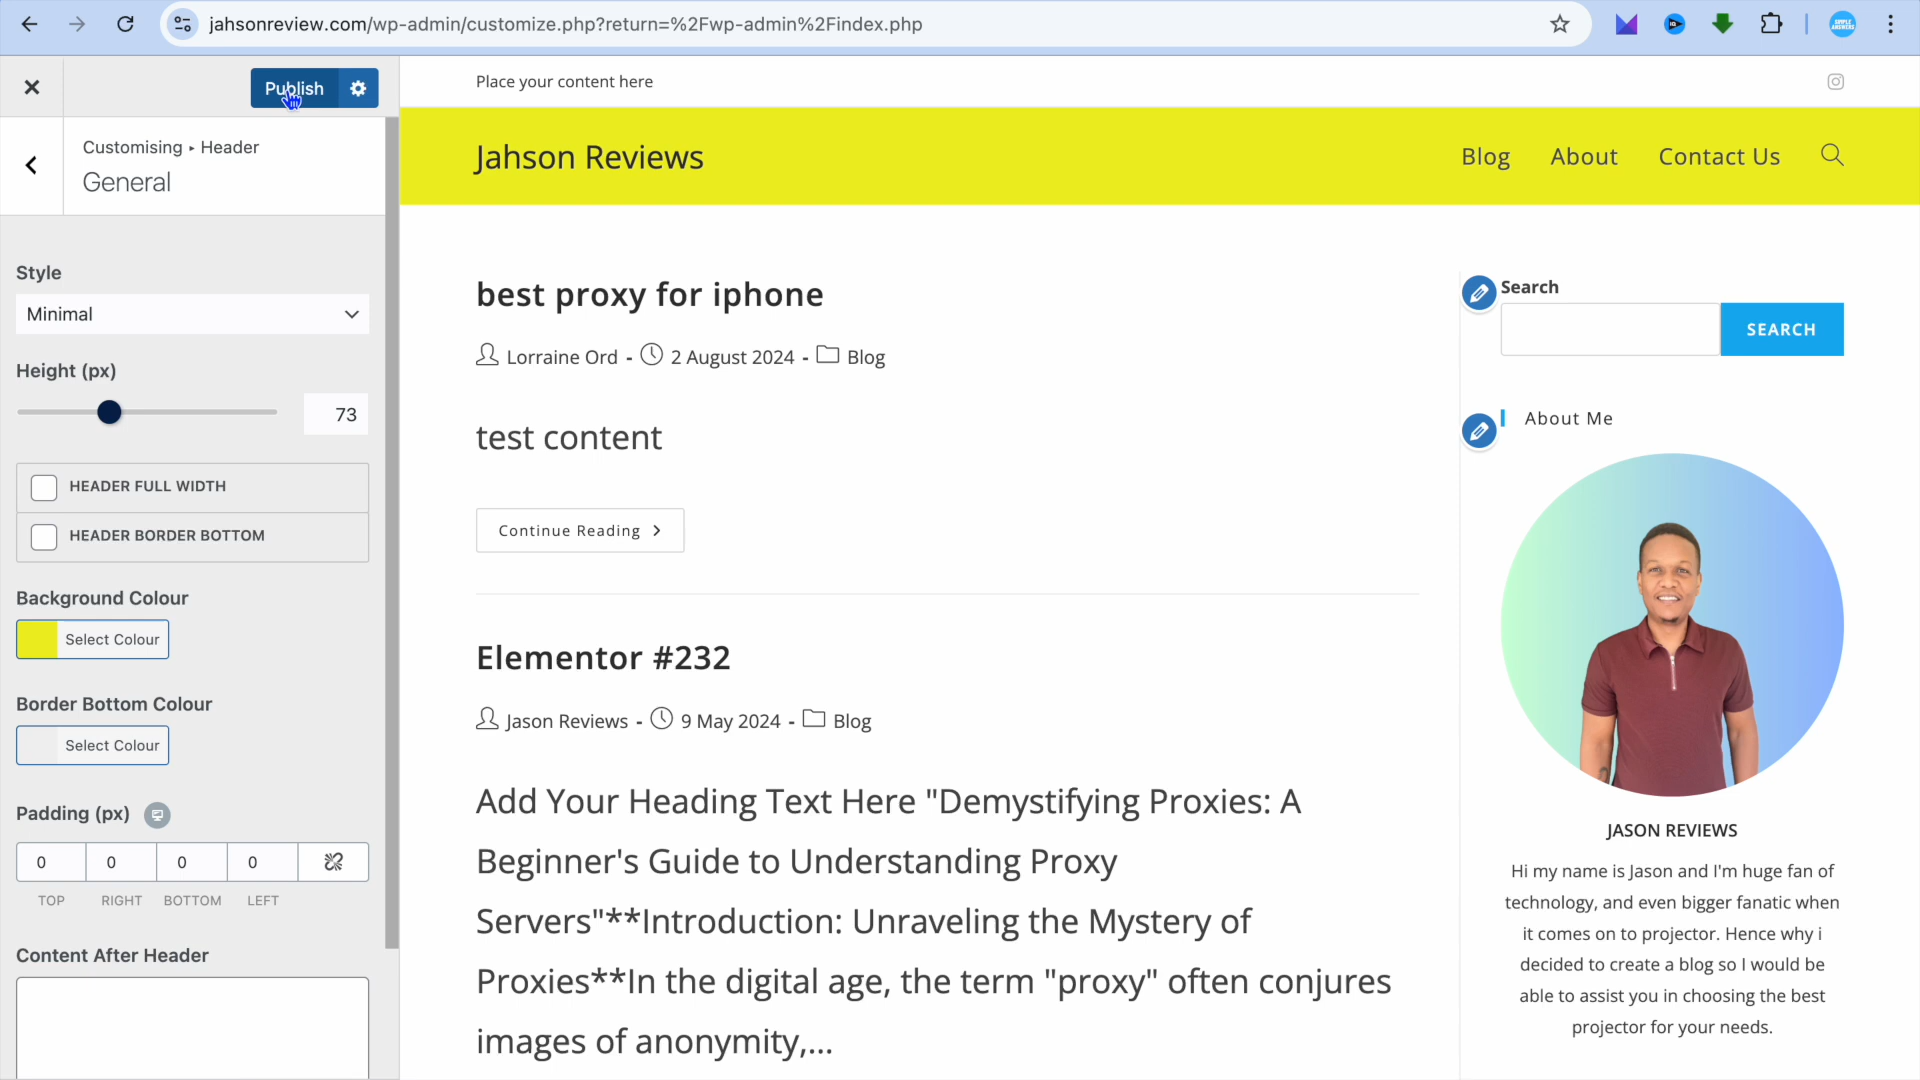 jahsonreview.com/wp-admin/customize.php?return=%2Fwp-admin%2Findex.php
Publish
Customising ▸ Header
General
Style
Minimal
Height (px)
73
HEADER FULL WIDTH
HEADER BORDER BOTTOM
Background Colour
Select Colour
Border Bottom Colour
Select Colour
Padding (px)
0 0 0 0
TOP RIGHT BOTTOM LEFT
Content After Header
Place your content here
Jahson Reviews
Blog About Contact Us
best proxy for iphone
Lorraine Ord - 2 August 2024 - Blog
test content
Continue Reading
Elementor #232
Jason Reviews - 9 May 2024 - Blog
Add Your Heading Text Here "Demystifying Proxies: A
Beginner's Guide to Understanding Proxy
Servers"**Introduction: Unraveling the Mystery of
Proxies**In the digital age, the term "proxy" often conjures
images of anonymity,...
Search
SEARCH
About Me
JASON REVIEWS
Hi my name is Jason and I'm huge fan of
technology, and even bigger fanatic when
it comes on to projector. Hence why i
decided to create a blog so I would be
able to assist you in choosing the best
projector for your needs.